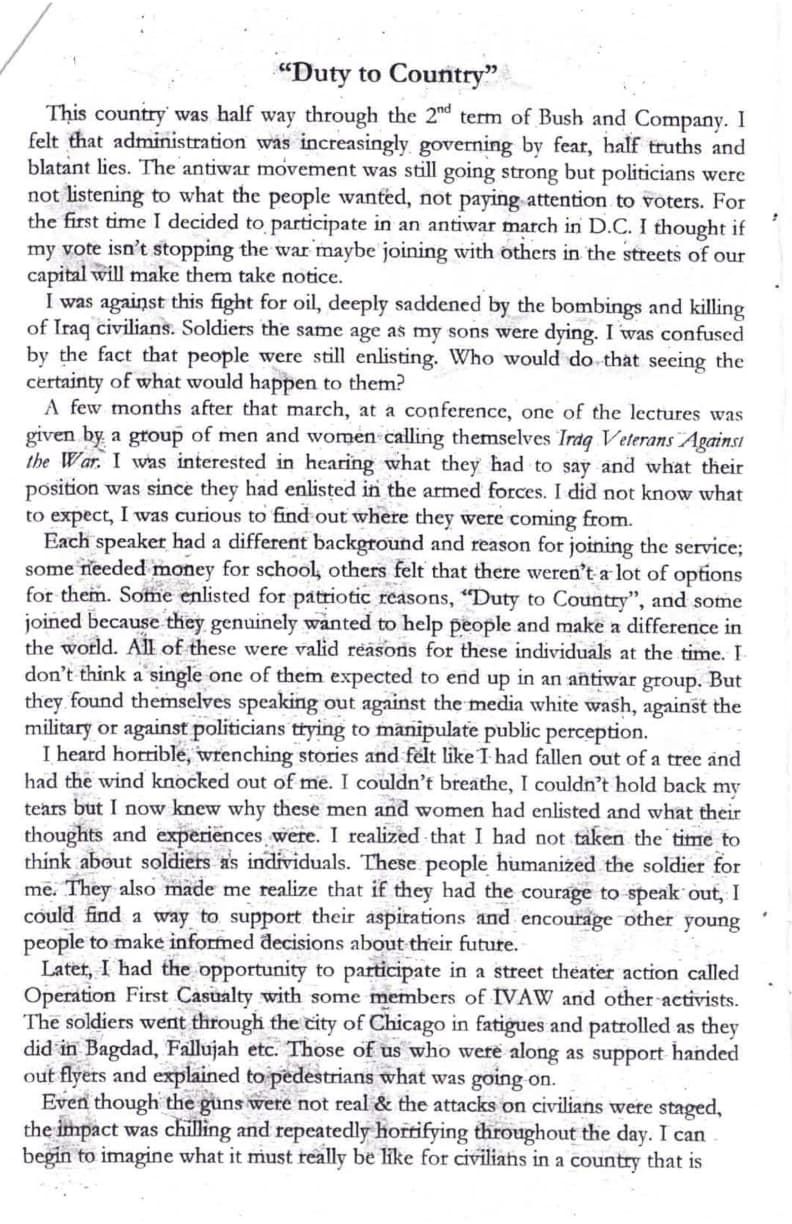 “Duty to Country”
This country was half way through the 2nd term of Bush and Company. I
felt that administration was increasingly governing by fear, half truths and
blatant lies. The antiwar movement was still going strong but politicians were
not listening to what the people wanted, not paying attention to voters. For
the first time I decided to participate in an antiwar march in D.C. I thought if
my vote isn’t stopping the war maybe joining with others in the streets of our
capital will make them take notice.
I was against this fight for oil, deeply saddened by the bombings and killing
of Iraq civilians. Soldiers the same age as my sons were dying. I was confused
by the fact that people were still enlisting. Who would do that seeing the
certainty of what would happen to them?
A few months after that march, at a conference, one of the lectures was
given by a group of men and women calling themselves Iraq Veterans Against
the War. I was interested in hearing what they had to say and what their
position was since they had enlisted in the armed forces. I did not know what
to expect, I was curious to find out where they were coming from.
Each speaker had a different background and reason for joining the service;
some needed money for school, others felt that there weren’t a lot of options
for them. Some enlisted for patriotic reasons, “Duty to Country”, and some
joined because they genuinely wanted to help people and make a difference in
the world. All of these were valid reasons for these individuals at the time. I
don’t think a single one of them expected to end up in an antiwar group. But
they found themselves speaking out against the media white wash, against the
military or against politicians trying to manipulate public perception.
I heard horrible, wrenching stories and felt like I had fallen out of a tree and
had the wind knocked out of me. I couldn’t breathe, I couldn’t hold back my
tears but I now knew why these men and women had enlisted and what their
thoughts and experiences were. I realized that I had not taken the time to
think about soldiers as individuals. These people humanized the soldier for
me. They also made me realize that if they had the courage to speak out, I
could find a way to support their aspirations and encourage other young
people to make informed decisions about their future.
Later, I had the opportunity to participate in a street theater action called
Operation First Casualty with some members of IVAW and other activists.
The soldiers went through the city of Chicago in fatigues and patrolled as they
did in Bagdad, Fallujah etc. Those of us who were along as support handed
out flyers and explained to pedestrians what was going on.
Even though the guns were not real & the attacks on civilians were staged,
the impact was chilling and repeatedly horrifying throughout the day. I can
begin to imagine what it must really be like for civilians in a country that is